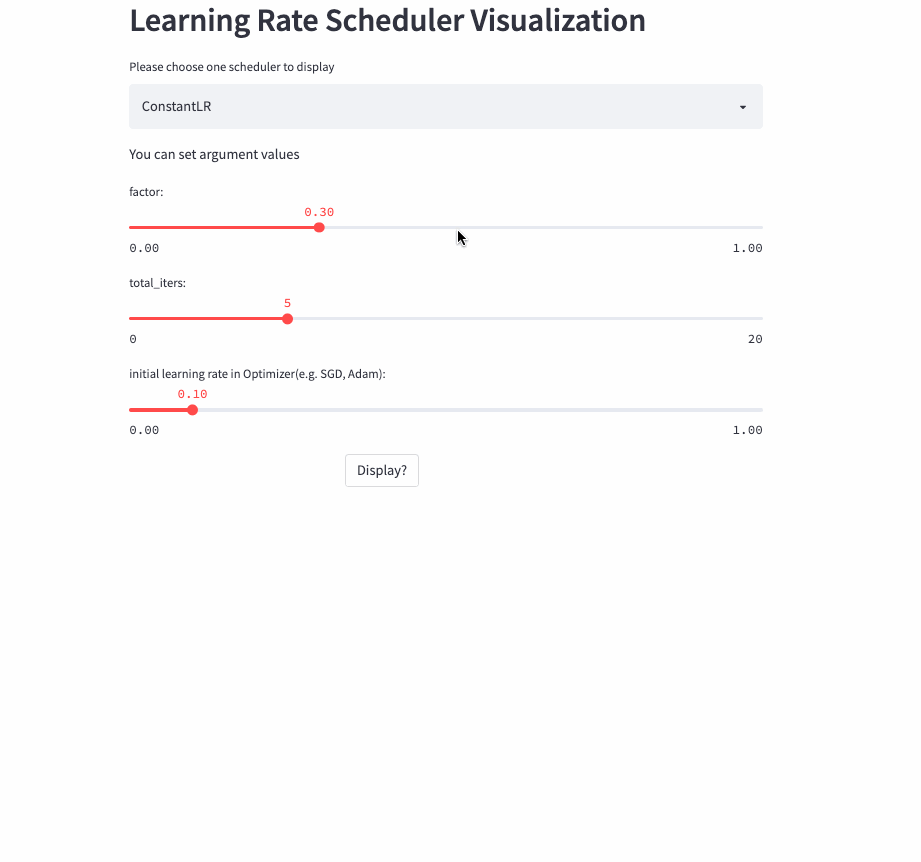 Learning Rate Scheduler Visualization
Please choose one scheduler to display
ConstantLR
You can set argument values
factor:
0.30
0.00 1.00
total_iters:
5
0 20
initial learning rate in Optimizer(e.g. SGD, Adam):
0.10
0.00 1.00
Display?